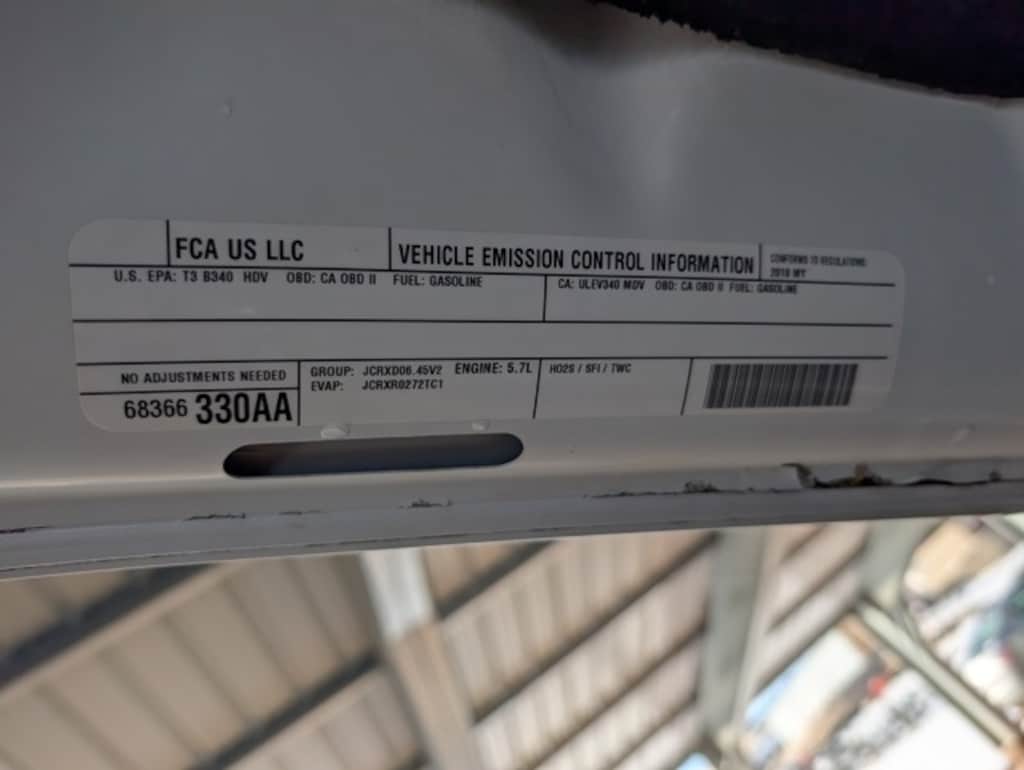 FCA US LLC
VEHICLE EMISSION CONTROL INFORMATION
CONFORMS TO REGULATIONS:
2018 MY
U.S. EPA: T3 B340 HDV OBD: CA OBD II FUEL: GASOLINE
CA: ULEV340 MDV OBD: CA OBD II FUEL: GASOLINE
NO ADJUSTMENTS NEEDED
68366 330AA
GROUP: JCRXD06.45V2 ENGINE: 5.7L
EVAP: JCRXR0272TC1
HO2S / SFI / TWC